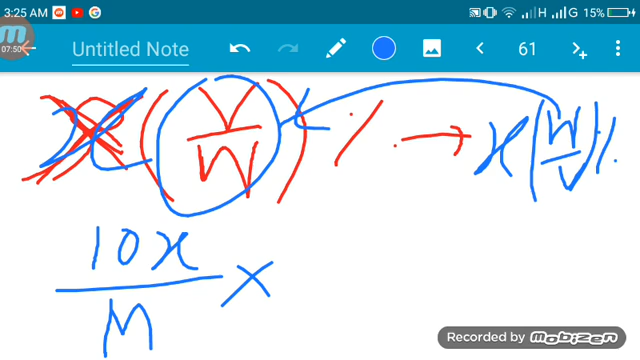 3:25 AM H G 15%
07:50 Untitled Note 61
x (V/W) % → x (W/V) %
10x/M ×
Recorded by mobizen